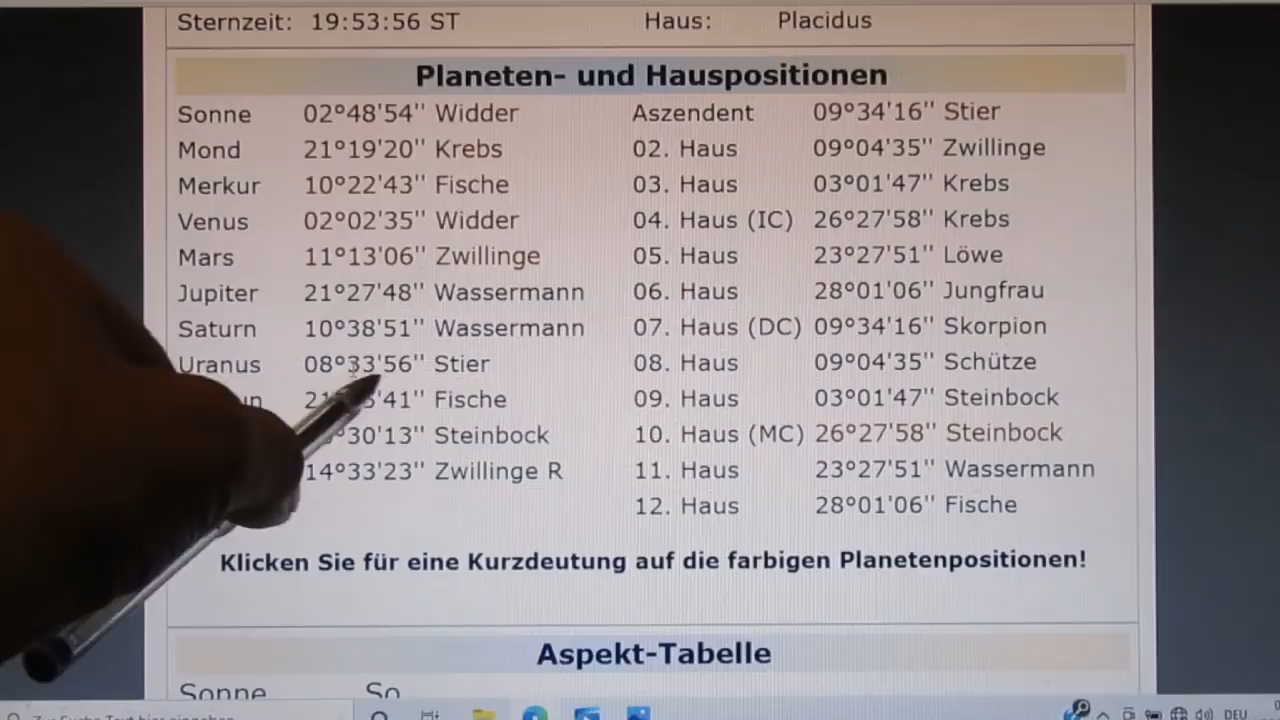 Sternzeit: 19:53:56 ST Haus: Placidus
Planeten- und Hauspositionen
Sonne 02°48'54'' Widder Aszendent 09°34'16'' Stier
Mond 21°19'20'' Krebs 02. Haus 09°04'35'' Zwillinge
Merkur 10°22'43'' Fische 03. Haus 03°01'47'' Krebs
Venus 02°02'35'' Widder 04. Haus (IC) 26°27'58'' Krebs
Mars 11°13'06'' Zwillinge 05. Haus 23°27'51'' Löwe
Jupiter 21°27'48'' Wassermann 06. Haus 28°01'06'' Jungfrau
Saturn 10°38'51'' Wassermann 07. Haus (DC) 09°34'16'' Skorpion
Uranus 08°33'56'' Stier 08. Haus 09°04'35'' Schütze
Fische 09. Haus 03°01'47'' Steinbock
Steinbock 10. Haus (MC) 26°27'58'' Steinbock
14°33'23'' Zwillinge R 11. Haus 23°27'51'' Wassermann
12. Haus 28°01'06'' Fische
Klicken Sie für eine Kurzdeutung auf die farbigen Planetenpositionen!
Aspekt-Tabelle
Sonne So
DEU